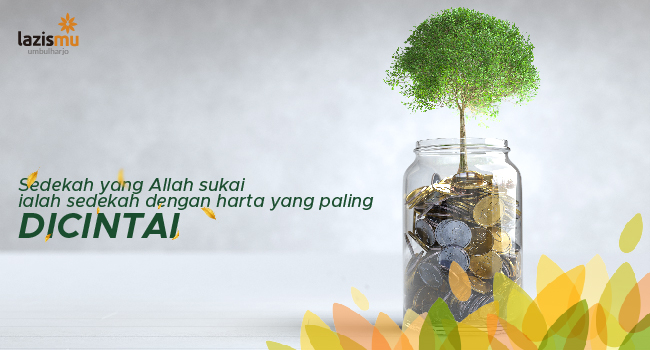 lazismu
umbulharjo
Sedekah yang Allah sukai
ialah sedekah dengan harta yang paling
DICINTAI